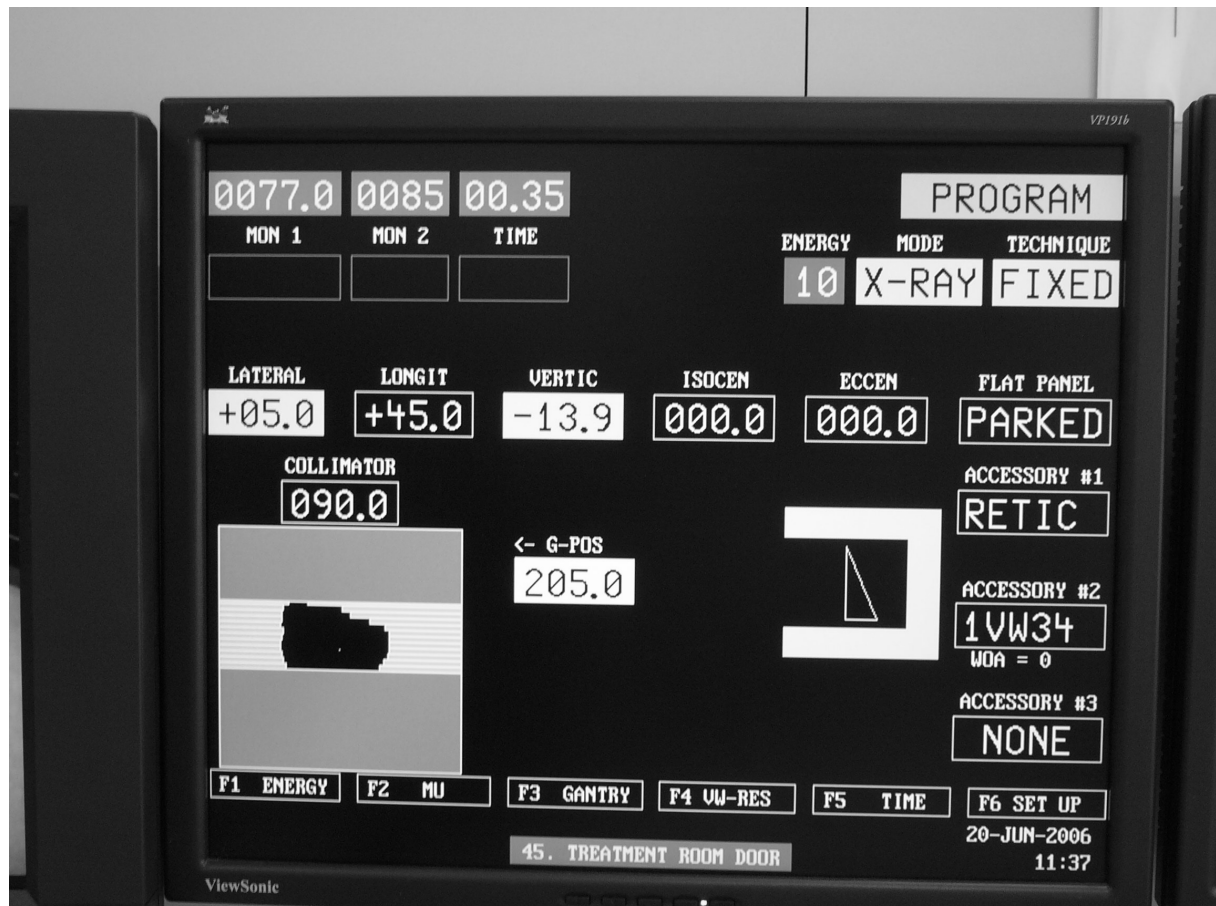 VP191b
0077.0 0085 00.35
PROGRAM
MON 1 MON 2 TIME
ENERGY MODE TECHNIQUE
10 X-RAY FIXED
LATERAL LONGIT VERTIC ISOCEN ECCEN FLAT PANEL
+05.0 +45.0 -13.9 000.0 000.0 PARKED
COLLIMATOR
090.0
ACCESSORY #1
RETIC
<- G-POS
205.0
ACCESSORY #2
1VW34
WOA = 0
ACCESSORY #3
NONE
F1 ENERGY F2 MU F3 GANTRY F4 VW-RES F5 TIME F6 SET UP
20-JUN-2006
45. TREATMENT ROOM DOOR
11:37
ViewSonic